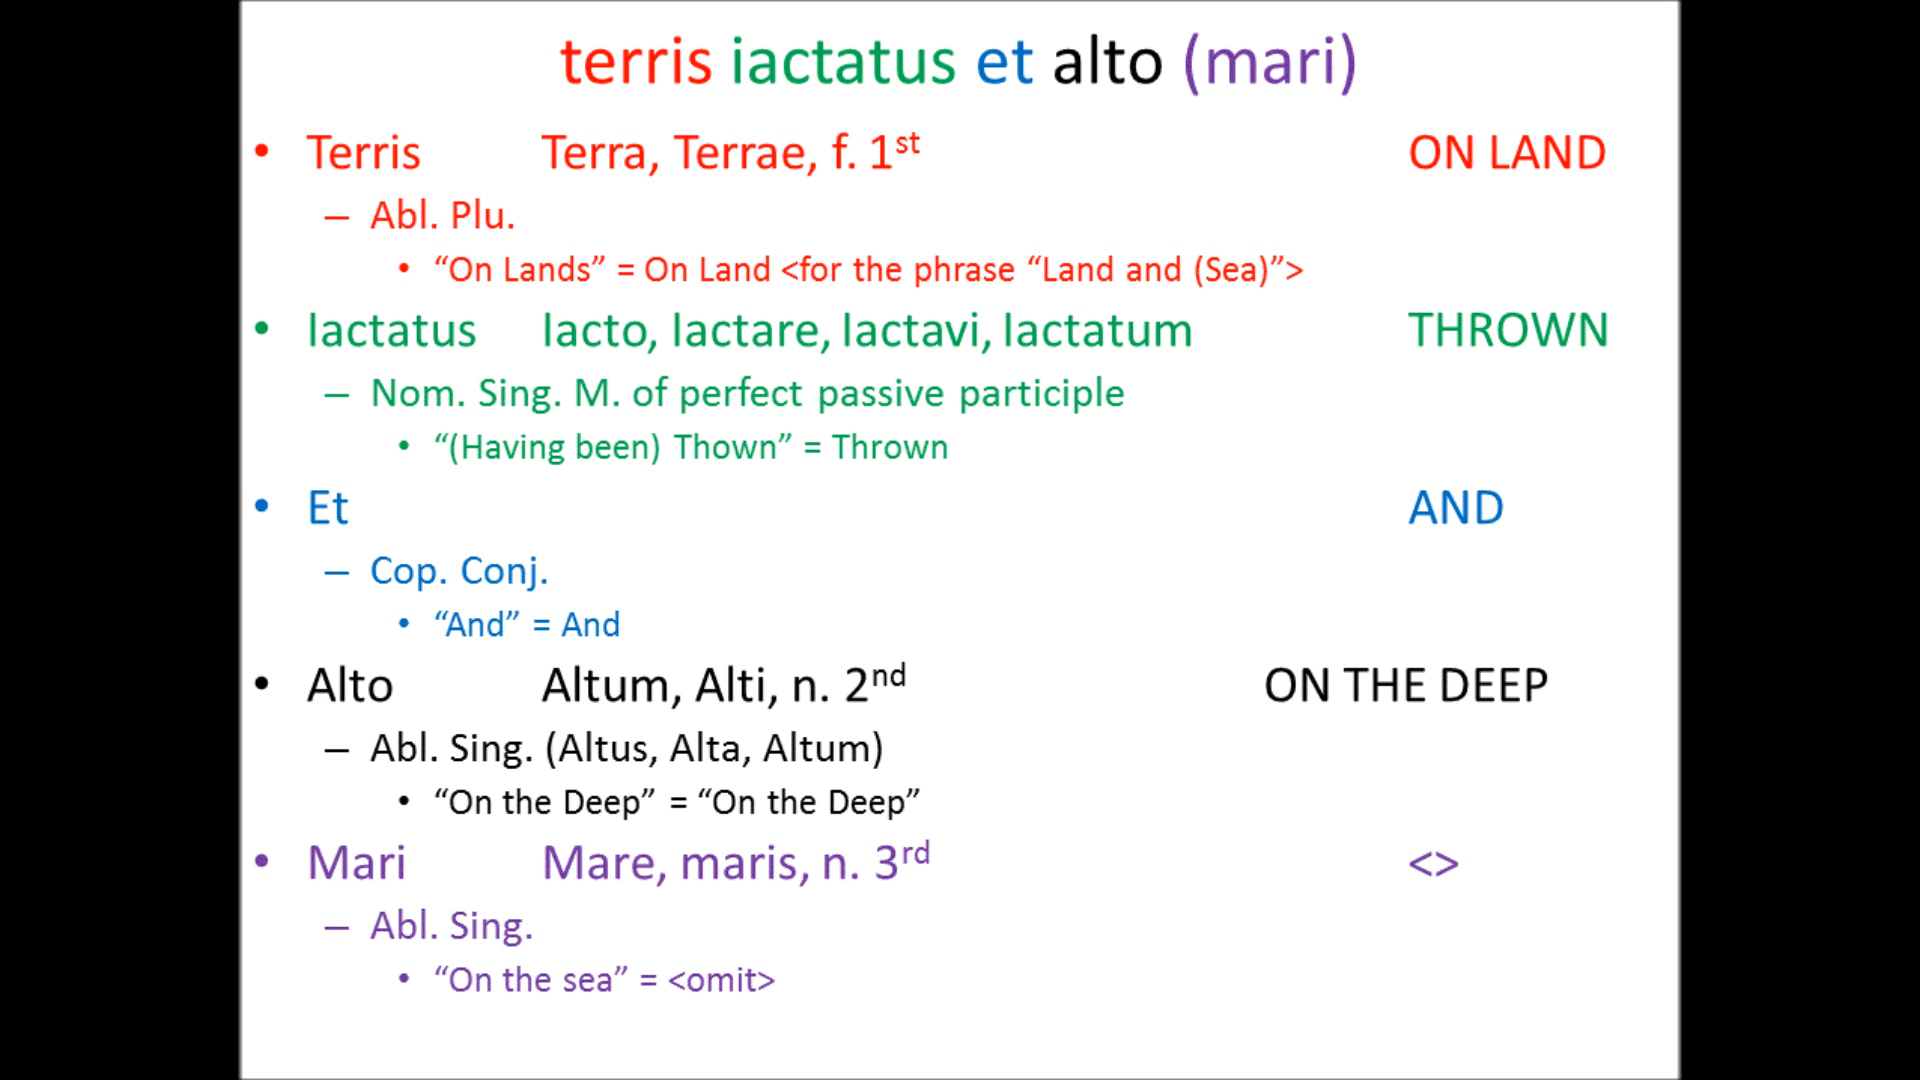 terris iactatus et alto (mari)
• Terris Terra, Terrae, f. 1st ON LAND
– Abl. Plu.
• “On Lands” = On Land <for the phrase “Land and (Sea)”>
• Iactatus Iacto, Iactare, Iactavi, Iactatum THROWN
– Nom. Sing. M. of perfect passive participle
• “(Having been) Thown” = Thrown
• Et AND
– Cop. Conj.
• “And” = And
• Alto Altum, Alti, n. 2nd ON THE DEEP
– Abl. Sing. (Altus, Alta, Altum)
• “On the Deep” = “On the Deep”
• Mari Mare, maris, n. 3rd <>
– Abl. Sing.
• “On the sea” = <omit>